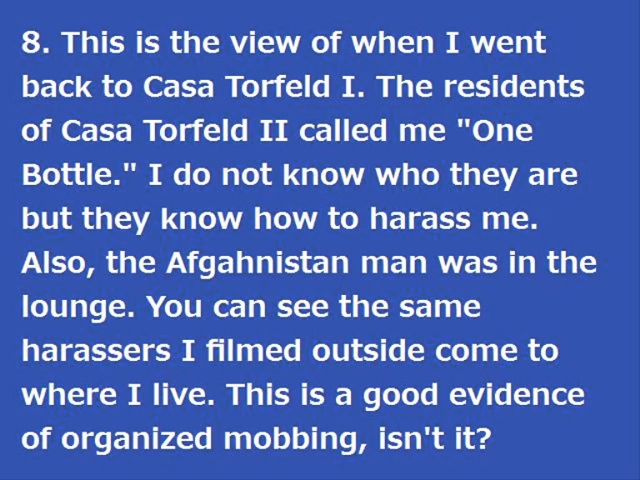 8. This is the view of when I went
back to Casa Torfeld I. The residents
of Casa Torfeld II called me "One
Bottle." I do not know who they are
but they know how to harass me.
Also, the Afgahnistan man was in the
lounge. You can see the same
harassers I filmed outside come to
where I live. This is a good evidence
of organized mobbing, isn't it?